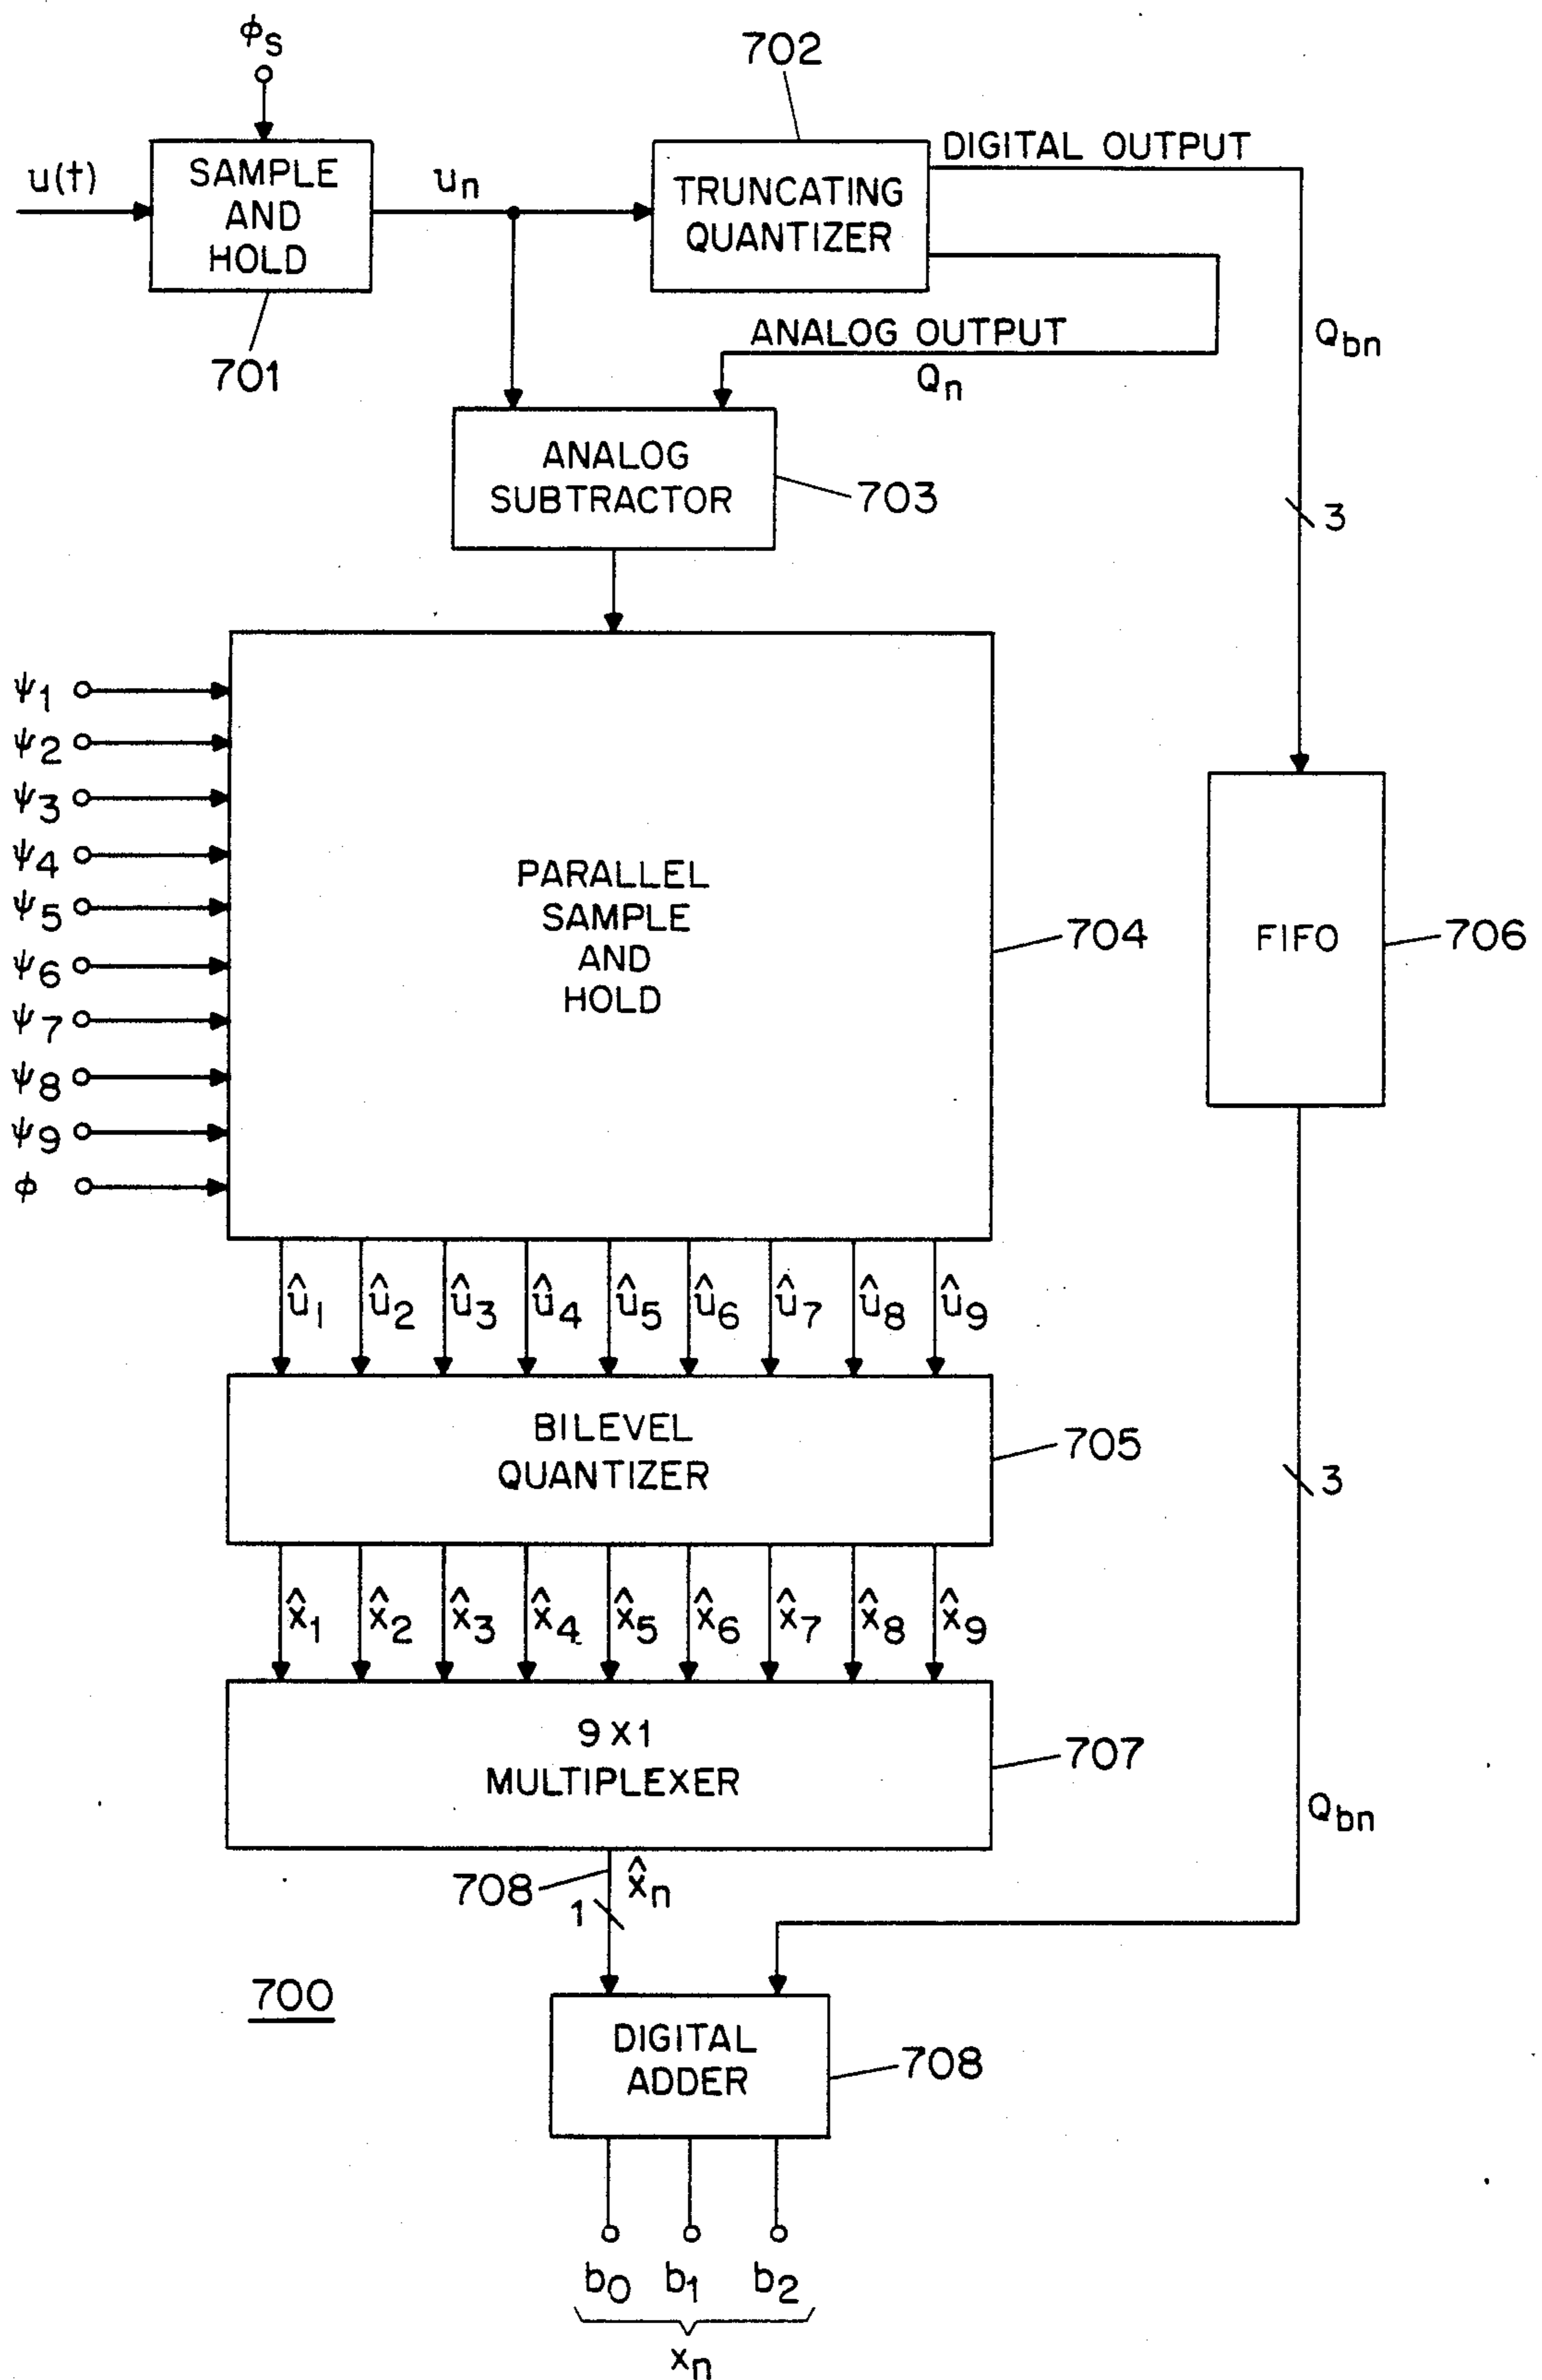 ϕS
702
DIGITAL OUTPUT
u(t)
SAMPLE
AND
HOLD
un
TRUNCATING
QUANTIZER
701
ANALOG OUTPUT
Qn
Qbn
ANALOG
SUBTRACTOR
703
3
ψ1
ψ2
ψ3
ψ4
ψ5
ψ6
ψ7
ψ8
ψ9
ϕ
PARALLEL
SAMPLE
AND
HOLD
704
FIFO
706
û1 û2 û3 û4 û5 û6 û7 û8 û9
BILEVEL
QUANTIZER
705
3
x̂1 x̂2 x̂3 x̂4 x̂5 x̂6 x̂7 x̂8 x̂9
9X1
MULTIPLEXER
707
Qbn
708
x̂n
1
700
DIGITAL
ADDER
708
b0 b1 b2
xn